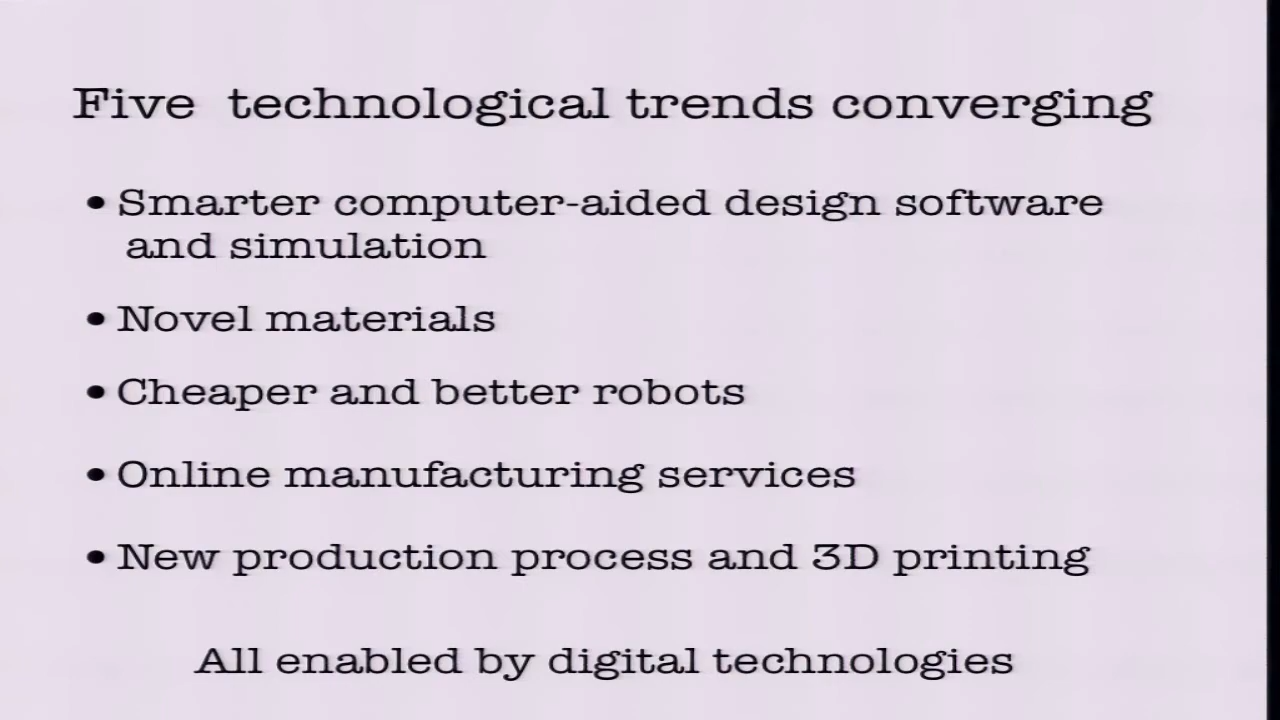 Five technological trends converging
• Smarter computer-aided design software
and simulation
• Novel materials
• Cheaper and better robots
• Online manufacturing services
• New production process and 3D printing
All enabled by digital technologies